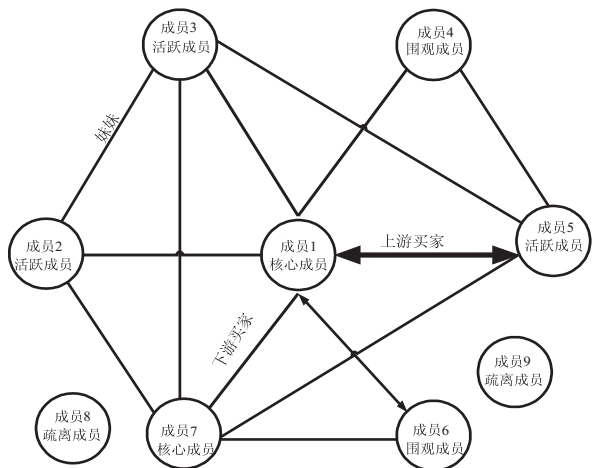 成员3
活跃成员
成员4
围观成员
妹妹
成员2
活跃成员
成员1
核心成员
上游买家
成员5
活跃成员
下游买家
成员9
疏离成员
成员8
疏离成员
成员7
核心成员
成员6
围观成员